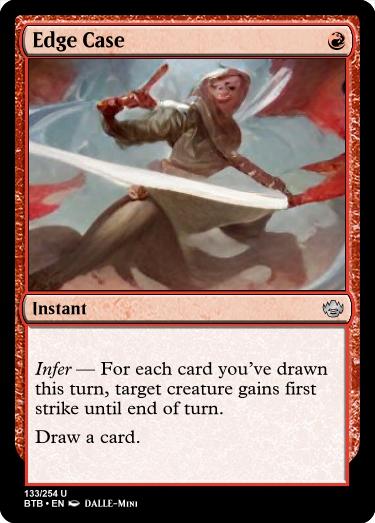 Edge Case
Instant
Infer — For each card you've drawn
this turn, target creature gains first
strike until end of turn.
Draw a card.
133/254 U
BTB • EN DALLE-Mini